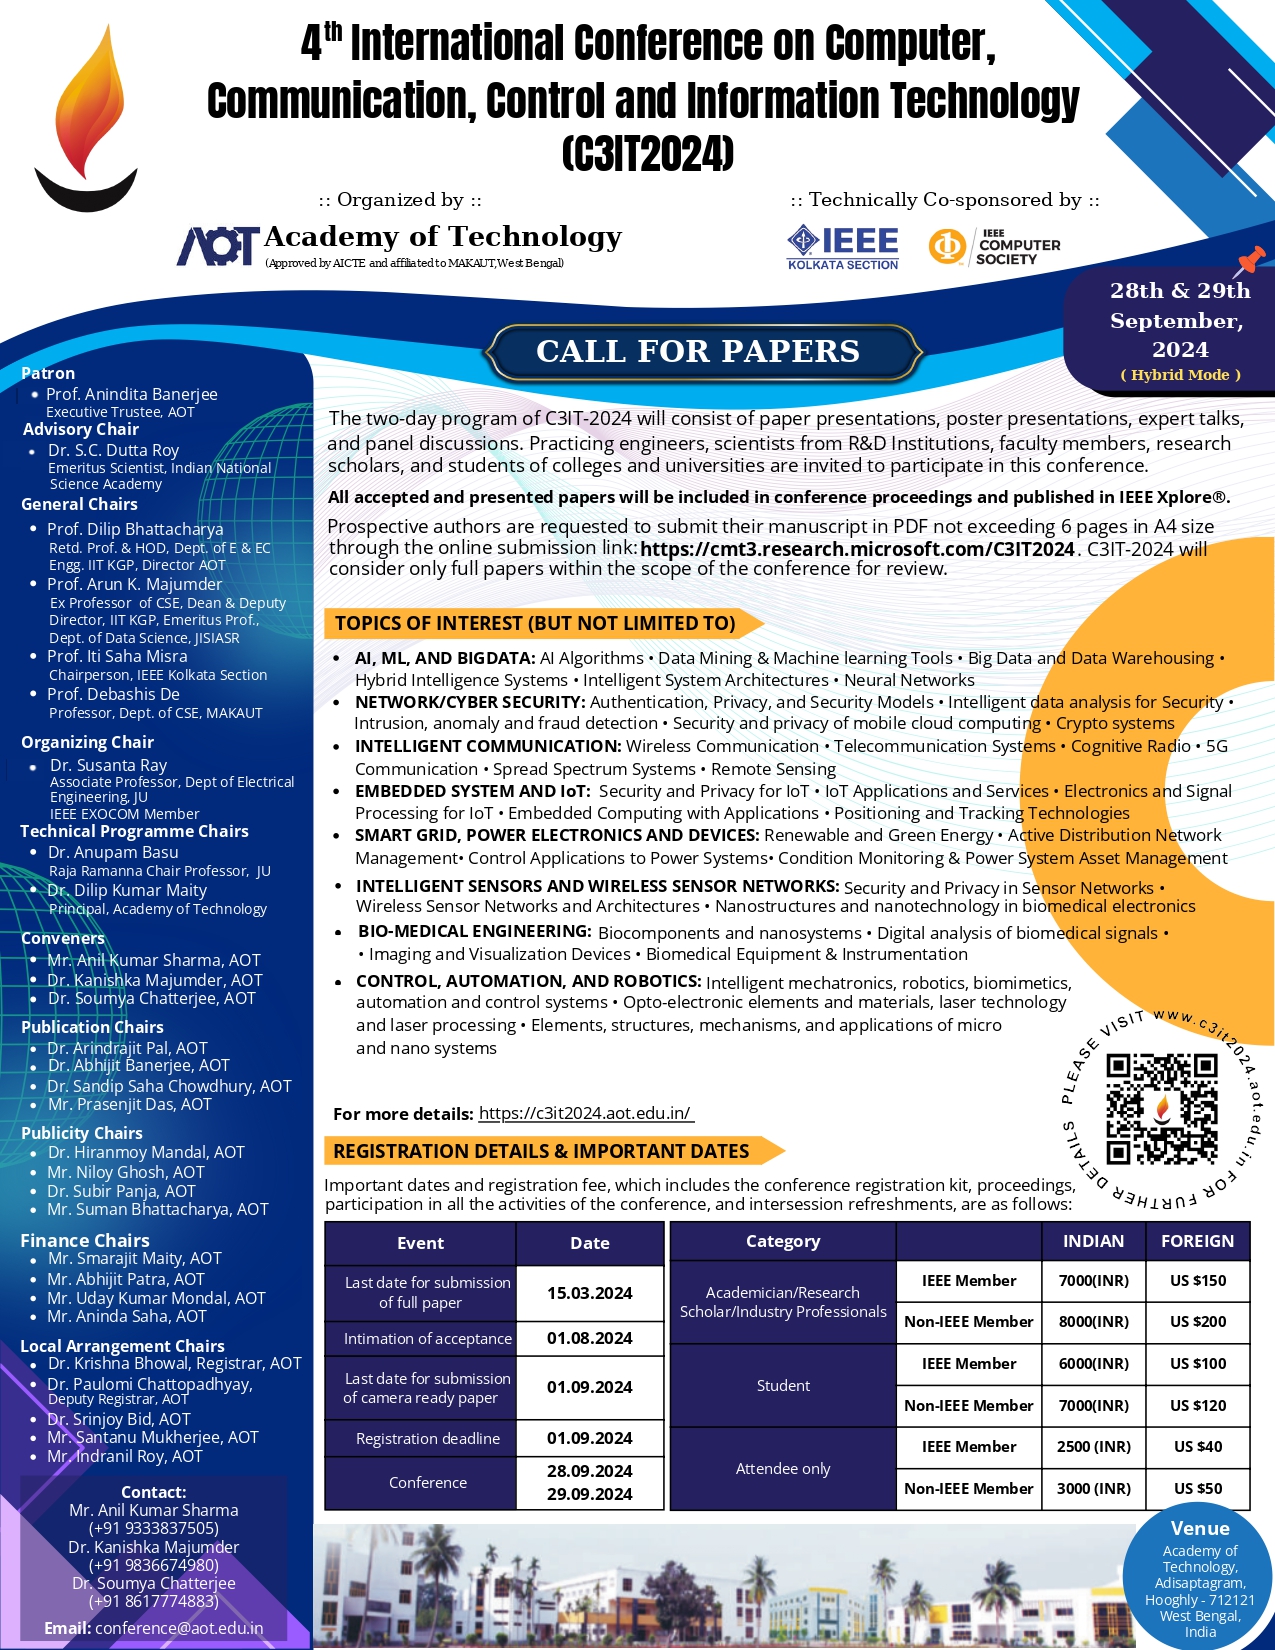 4th International Conference on Computer,
Communication, Control and Information Technology
(C3IT2024)
:: Organized by ::
AOT Academy of Technology
(Approved by AICTE and affiliated to MAKAUT,West Bengal)
:: Technically Co-sponsored by ::
IEEE
KOLKATA SECTION
IEEE
COMPUTER
SOCIETY
28th & 29th
September,
2024
( Hybrid Mode )
CALL FOR PAPERS
Patron
• Prof. Anindita Banerjee
Executive Trustee, AOT
Advisory Chair
• Dr. S.C. Dutta Roy
Emeritus Scientist, Indian National
Science Academy
General Chairs
• Prof. Dilip Bhattacharya
Retd. Prof. & HOD, Dept. of E & EC
Engg. IIT KGP, Director AOT
• Prof. Arun K. Majumder
Ex Professor of CSE, Dean & Deputy
Director, IIT KGP, Emeritus Prof.,
Dept. of Data Science, JISIASR
• Prof. Iti Saha Misra
Chairperson, IEEE Kolkata Section
• Prof. Debashis De
Professor, Dept. of CSE, MAKAUT
Organizing Chair
• Dr. Susanta Ray
Associate Professor, Dept of Electrical
Engineering, JU
IEEE EXOCOM Member
Technical Programme Chairs
• Dr. Anupam Basu
Raja Ramanna Chair Professor, JU
• Dr. Dilip Kumar Maity
Principal, Academy of Technology
Conveners
• Mr. Anil Kumar Sharma, AOT
• Dr. Kanishka Majumder, AOT
• Dr. Soumya Chatterjee, AOT
Publication Chairs
• Dr. Arindrajit Pal, AOT
• Dr. Abhijit Banerjee, AOT
• Dr. Sandip Saha Chowdhury, AOT
• Mr. Prasenjit Das, AOT
Publicity Chairs
• Dr. Hiranmoy Mandal, AOT
• Mr. Niloy Ghosh, AOT
• Dr. Subir Panja, AOT
• Mr. Suman Bhattacharya, AOT
Finance Chairs
• Mr. Smarajit Maity, AOT
• Mr. Abhijit Patra, AOT
• Mr. Uday Kumar Mondal, AOT
• Mr. Aninda Saha, AOT
Local Arrangement Chairs
• Dr. Krishna Bhowal, Registrar, AOT
• Dr. Paulomi Chattopadhyay,
Deputy Registrar, AOT
• Dr. Srinjoy Bid, AOT
• Mr. Santanu Mukherjee, AOT
• Mr. Indranil Roy, AOT
Contact:
Mr. Anil Kumar Sharma
(+91 9333837505)
Dr. Kanishka Majumder
(+91 9836674980)
Dr. Soumya Chatterjee
(+91 8617774883)
Email: conference@aot.edu.in
The two-day program of C3IT-2024 will consist of paper presentations, poster presentations, expert talks,
and panel discussions. Practicing engineers, scientists from R&D Institutions, faculty members, research
scholars, and students of colleges and universities are invited to participate in this conference.
All accepted and presented papers will be included in conference proceedings and published in IEEE Xplore®.
Prospective authors are requested to submit their manuscript in PDF not exceeding 6 pages in A4 size
through the online submission link: https://cmt3.research.microsoft.com/C3IT2024 . C3IT-2024 will
consider only full papers within the scope of the conference for review.
TOPICS OF INTEREST (BUT NOT LIMITED TO)
• AI, ML, AND BIGDATA: AI Algorithms • Data Mining & Machine learning Tools • Big Data and Data Warehousing •
Hybrid Intelligence Systems • Intelligent System Architectures • Neural Networks
• NETWORK/CYBER SECURITY: Authentication, Privacy, and Security Models • Intelligent data analysis for Security •
Intrusion, anomaly and fraud detection • Security and privacy of mobile cloud computing • Crypto systems
• INTELLIGENT COMMUNICATION: Wireless Communication • Telecommunication Systems • Cognitive Radio • 5G
Communication • Spread Spectrum Systems • Remote Sensing
• EMBEDDED SYSTEM AND IoT: Security and Privacy for IoT • IoT Applications and Services • Electronics and Signal
Processing for IoT • Embedded Computing with Applications • Positioning and Tracking Technologies
• SMART GRID, POWER ELECTRONICS AND DEVICES: Renewable and Green Energy • Active Distribution Network
Management• Control Applications to Power Systems• Condition Monitoring & Power System Asset Management
• INTELLIGENT SENSORS AND WIRELESS SENSOR NETWORKS: Security and Privacy in Sensor Networks •
Wireless Sensor Networks and Architectures • Nanostructures and nanotechnology in biomedical electronics
• BIO-MEDICAL ENGINEERING: Biocomponents and nanosystems • Digital analysis of biomedical signals •
• Imaging and Visualization Devices • Biomedical Equipment & Instrumentation
• CONTROL, AUTOMATION, AND ROBOTICS: Intelligent mechatronics, robotics, biomimetics,
automation and control systems • Opto-electronic elements and materials, laser technology
and laser processing • Elements, structures, mechanisms, and applications of micro
and nano systems
PLEASE VISIT www.c3it2024.aot.edu.in FOR FURTHER DETAILS
For more details: https://c3it2024.aot.edu.in/
REGISTRATION DETAILS & IMPORTANT DATES
Important dates and registration fee, which includes the conference registration kit, proceedings,
participation in all the activities of the conference, and intersession refreshments, are as follows:
Event Date
Last date for submission
of full paper 15.03.2024
Intimation of acceptance 01.08.2024
Last date for submission
of camera ready paper 01.09.2024
Registration deadline 01.09.2024
Conference 28.09.2024
29.09.2024
Category INDIAN FOREIGN
Academician/Research
Scholar/Industry Professionals
IEEE Member 7000(INR) US $150
Non-IEEE Member 8000(INR) US $200
Student
IEEE Member 6000(INR) US $100
Non-IEEE Member 7000(INR) US $120
Attendee only
IEEE Member 2500 (INR) US $40
Non-IEEE Member 3000 (INR) US $50
Venue
Academy of
Technology,
Adisaptagram,
Hooghly - 712121
West Bengal,
India